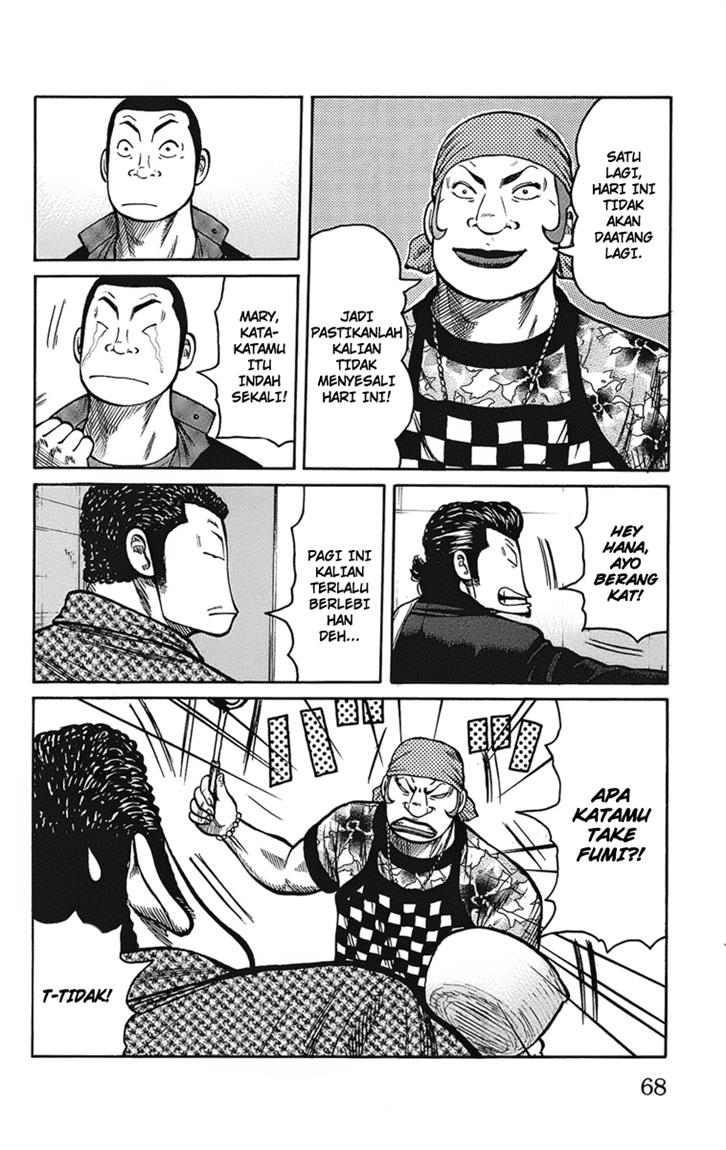 SATU
LAGI,
HARI INI
TIDAK
AKAN
DAATANG
LAGI.
JADI
PASTIKANLAH
KALIAN
TIDAK
MENYESALI
HARI INI!
MARY,
KATA-
KATAMU
ITU
INDAH
SEKALI!
HEY
HANA,
AYO
BERANG
KAT!
PAGI INI
KALIAN
TERLALU
BERLEBI
HAN
DEH...
APA
KATAMU
TAKE
FUMI?!
T-TIDAK!
68